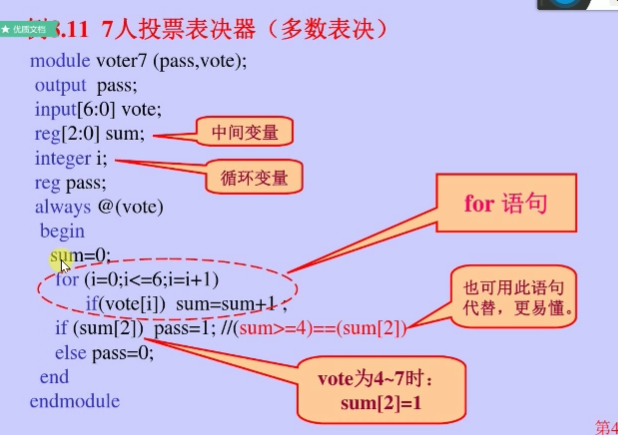 优质文档
.11 7人投票表决器（多数表决）
module voter7 (pass,vote);
output pass;
input[6:0] vote;
reg[2:0] sum;
中间变量
integer i;
循环变量
reg pass;
always @(vote)
for 语句
begin
sum=0;
for (i=0;i<=6;i=i+1)
if(vote[i]) sum=sum+1 ;
也可用此语句
代替，更易懂。
if (sum[2]) pass=1; //(sum>=4)==(sum[2])
else pass=0;
vote为4~7时：
sum[2]=1
end
endmodule
第4